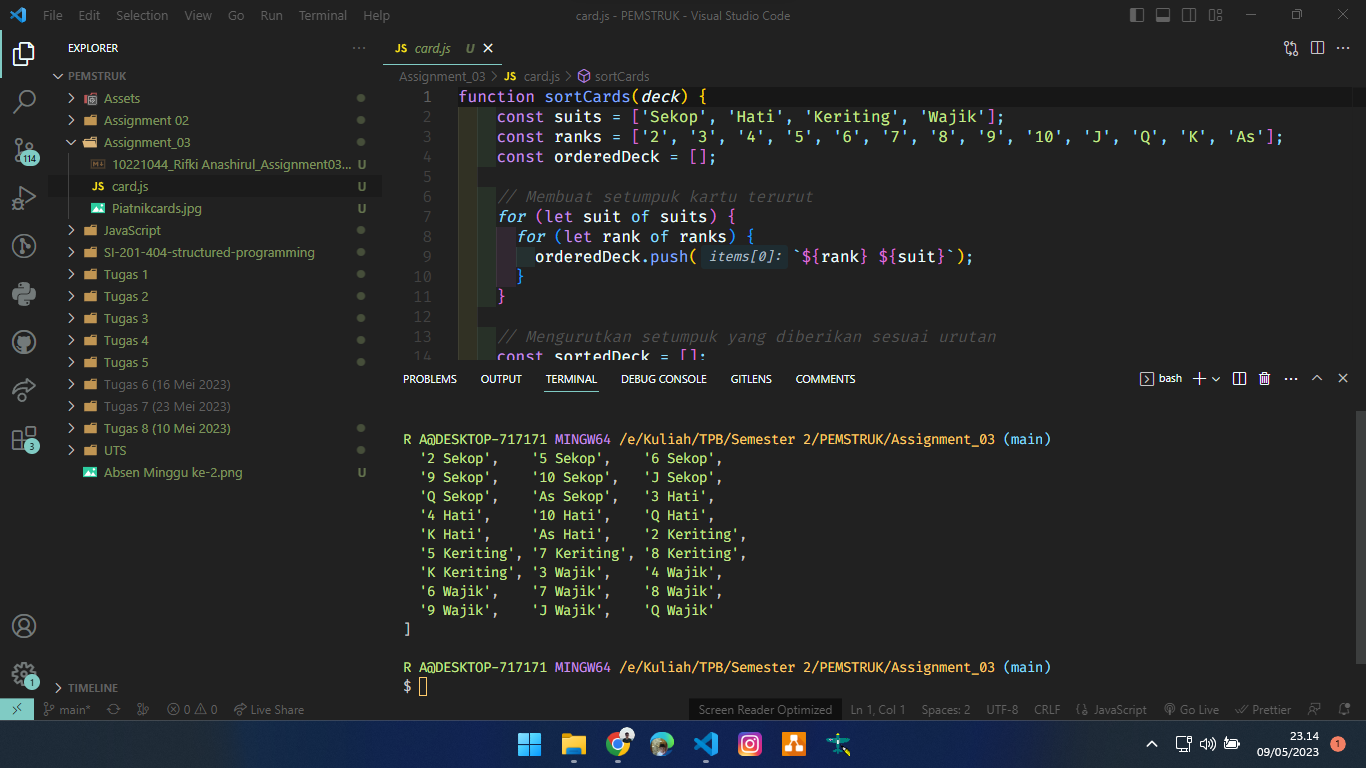 File Edit Selection View Go Run Terminal Help
card.js - PEMSTRUK - Visual Studio Code
EXPLORER
PEMSTRUK
Assets
Assignment 02
Assignment_03
10221044_Rifki Anashirul_Assignment03... U
JS card.js U
Piatnikcards.jpg U
JavaScript
SI-201-404-structured-programming
Tugas 1
Tugas 2
Tugas 3
Tugas 4
Tugas 5
Tugas 6 (16 Mei 2023)
Tugas 7 (23 Mei 2023)
Tugas 8 (10 Mei 2023)
UTS
Absen Minggu ke-2.png U
TIMELINE
114
3
1
JS card.js U
Assignment_03 > JS card.js > sortCards
1 function sortCards(deck) {
2 const suits = ['Sekop', 'Hati', 'Keriting', 'Wajik'];
3 const ranks = ['2', '3', '4', '5', '6', '7', '8', '9', '10', 'J', 'Q', 'K', 'As'];
4 const orderedDeck = [];
5
6 // Membuat setumpuk kartu terurut
7 for (let suit of suits) {
8 for (let rank of ranks) {
9 orderedDeck.push( items[0]: `${rank} ${suit}`);
10 }
11 }
12
13 // Mengurutkan setumpuk yang diberikan sesuai urutan
14 const sortedDeck = [];
PROBLEMS OUTPUT TERMINAL DEBUG CONSOLE GITLENS COMMENTS
bash
R A@DESKTOP-717171 MINGW64 /e/Kuliah/TPB/Semester 2/PEMSTRUK/Assignment_03 (main)
'2 Sekop', '5 Sekop', '6 Sekop',
'9 Sekop', '10 Sekop', 'J Sekop',
'Q Sekop', 'As Sekop', '3 Hati',
'4 Hati', '10 Hati', 'Q Hati',
'K Hati', 'As Hati', '2 Keriting',
'5 Keriting', '7 Keriting', '8 Keriting',
'K Keriting', '3 Wajik', '4 Wajik',
'6 Wajik', '7 Wajik', '8 Wajik',
'9 Wajik', 'J Wajik', 'Q Wajik'
]
R A@DESKTOP-717171 MINGW64 /e/Kuliah/TPB/Semester 2/PEMSTRUK/Assignment_03 (main)
$
main* 0 0 Live Share
Screen Reader Optimized Ln 1, Col 1 Spaces: 2 UTF-8 CRLF {} JavaScript Go Live Prettier
23.14
09/05/2023
1